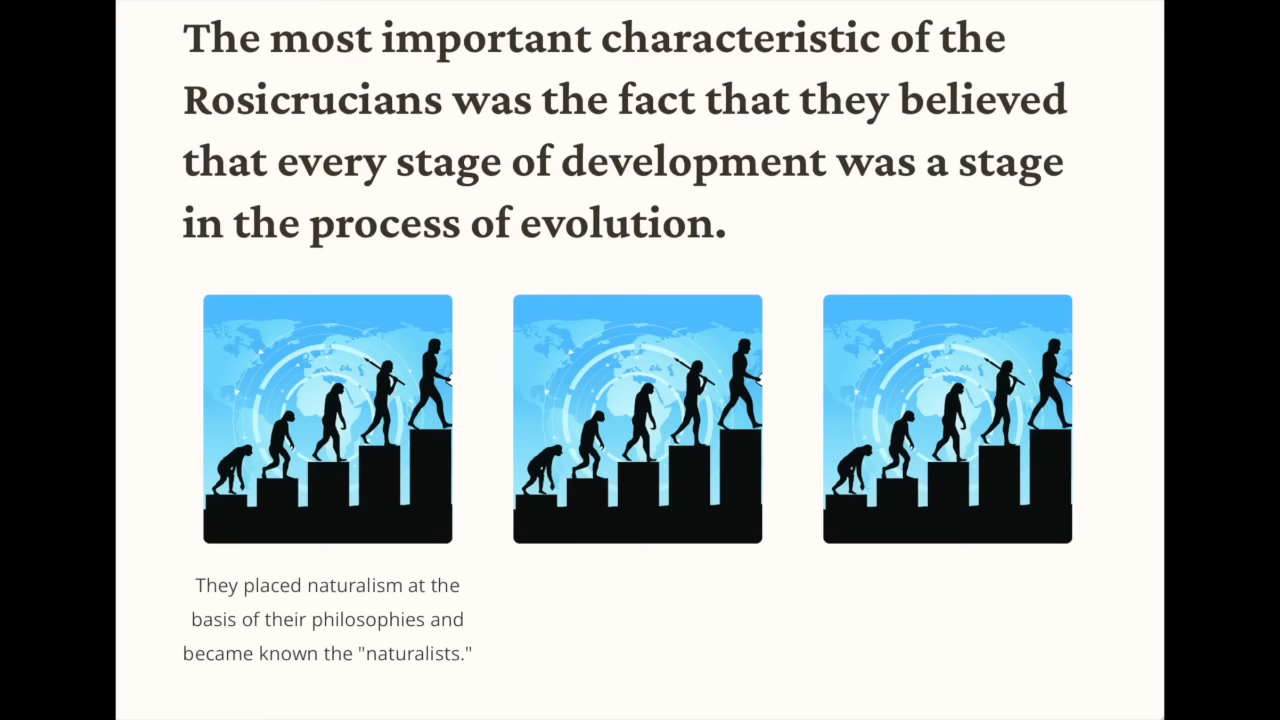 The most important characteristic of the
Rosicrucians was the fact that they believed
that every stage of development was a stage
in the process of evolution.
They placed naturalism at the
basis of their philosophies and
became known the "naturalists."